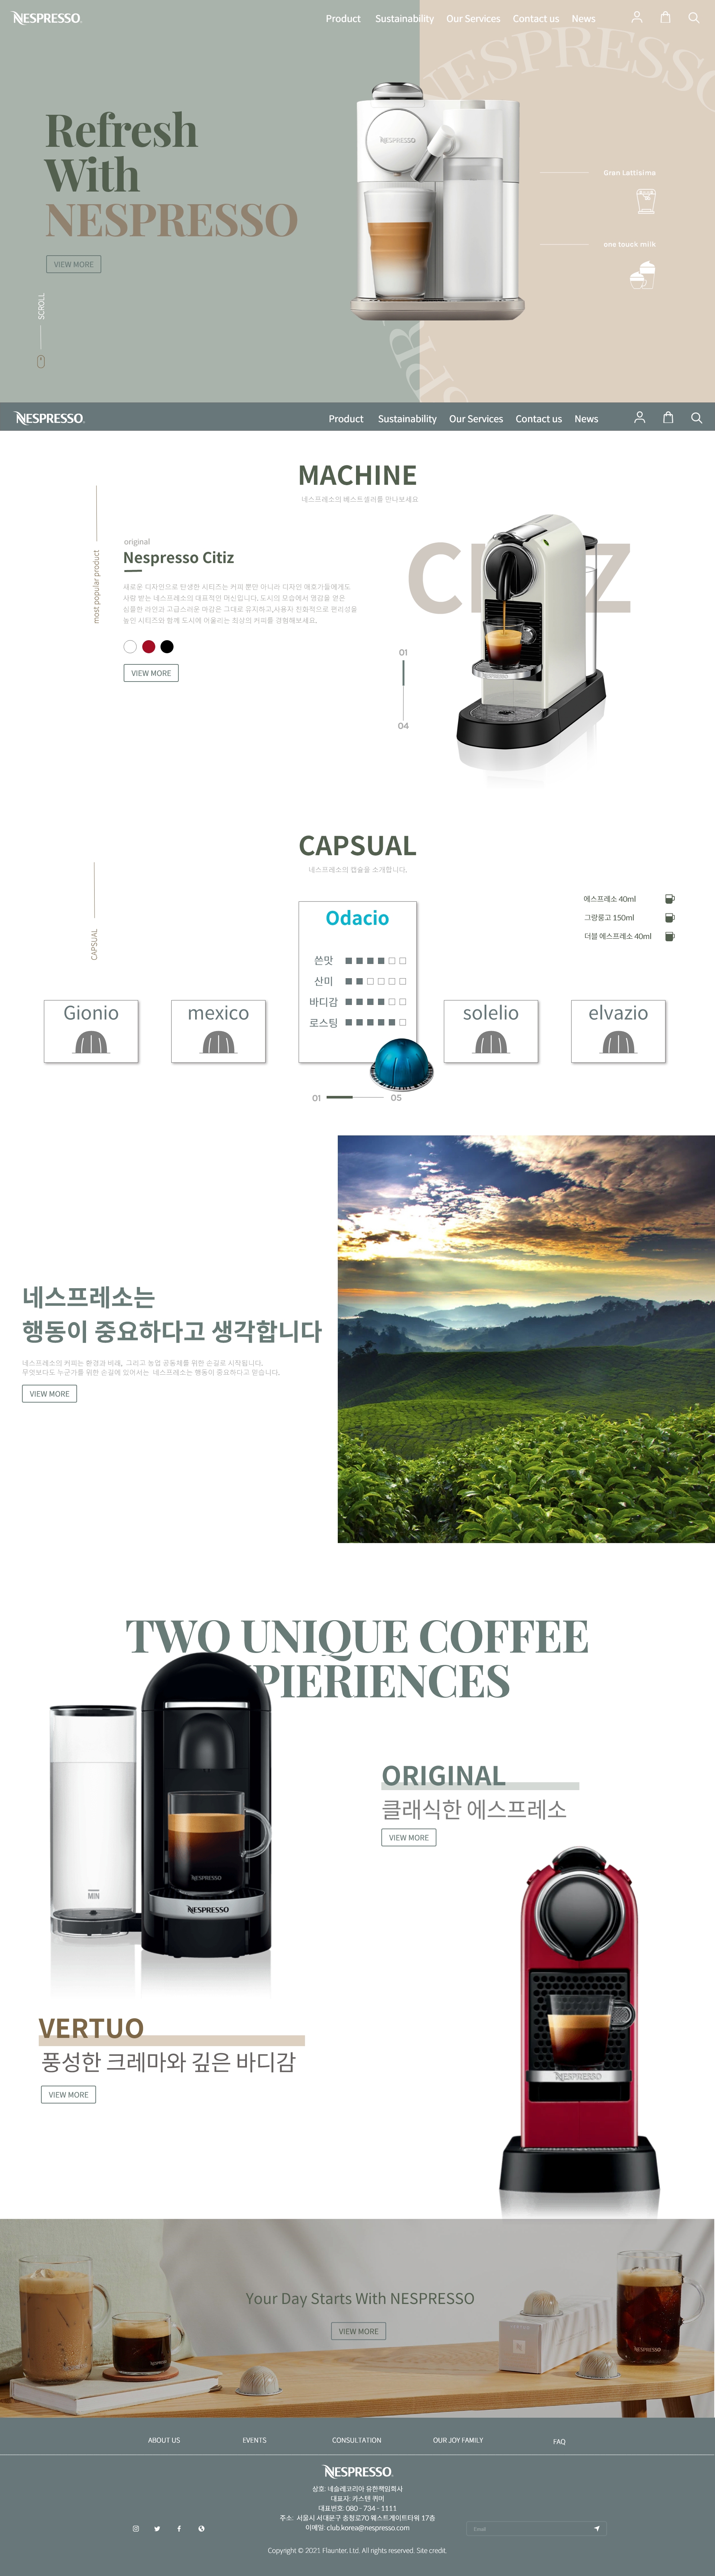 NESPRESSO.
Product Sustainability Our Services Contact us News
NESPRESSO
Refresh
With
NESPRESSO
VIEW MORE
SCROLL
NESPRESSO
Gran Lattisima
one touck milk
NESPRESSO.
Product Sustainability Our Services Contact us News
MACHINE
네스프레소의 베스트셀러를 만나보세요
most popular product
original
Nespresso Citiz
새로운 디자인으로 탄생한 시티즈는 커피 뿐만 아니라 디자인 애호가들에게도
사랑 받는 네스프레소의 대표적인 머신입니다. 도시의 모습에서 영감을 얻은
심플한 라인과 고급스러운 마감은 그대로 유지하고,사용자 친화적으로 편리성을
높인 시티즈와 함께 도시에 어울리는 최상의 커피를 경험해보세요.
VIEW MORE
01
04
CAPSUAL
네스프레소의 캡슐을 소개합니다.
CAPSUAL
에스프레소 40ml
그랑룽고 150ml
더블 에스프레소 40ml
Gionio
mexico
Odacio
쓴맛
산미
바디감
로스팅
solelio
elvazio
01
05
네스프레소는
행동이 중요하다고 생각합니다
네스프레소의 커피는 환경과 미래, 그리고 농업 공동체를 위한 손길로 시작됩니다.
무엇보다도 누군가를 위한 손길에 있어서는 네스프레소는 행동이 중요하다고 믿습니다.
VIEW MORE
TWO UNIQUE COFFEE
PIERIENCES
MIN
NESPRESSO
NESPRESSO
ORIGINAL
클래식한 에스프레소
VIEW MORE
NESPRESSO
VERTUO
풍성한 크레마와 깊은 바디감
VIEW MORE
Your Day Starts With NESPRESSO
VIEW MORE
NESPRESSO
ABOUT US EVENTS CONSULTATION OUR JOY FAMILY FAQ
NESPRESSO.
상호: 네슬레코리아 유한책임회사
대표자: 카스텐 퀴머
대표번호: 080 - 734 - 1111
주소: 서울시 서대문구 충정로70 웨스트게이트타워 17층
이메일: club.korea@nespresso.com
Email
Copyright © 2021 Flaunter, Ltd. All rights reserved. Site credit.